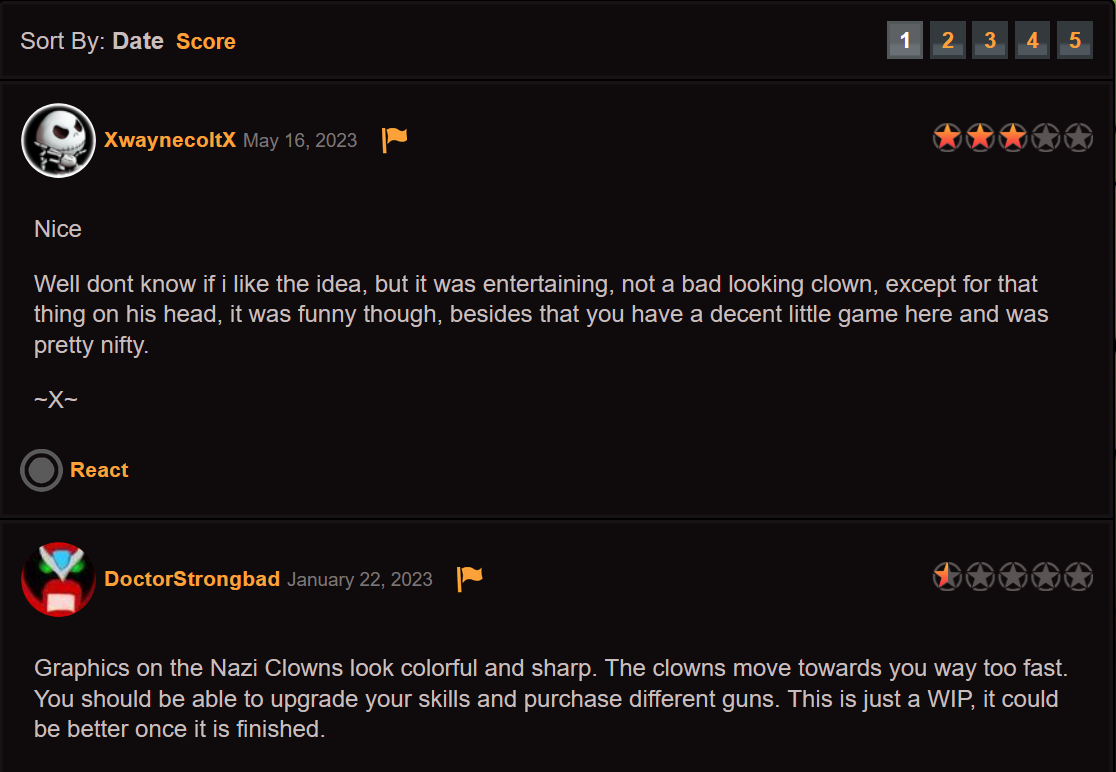 Sort By: Date Score
1 2 3 4 5
XwaynecoltX May 16, 2023
Nice
Well dont know if i like the idea, but it was entertaining, not a bad looking clown, except for that
thing on his head, it was funny though, besides that you have a decent little game here and was
pretty nifty.
~X~
React
DoctorStrongbad January 22, 2023
Graphics on the Nazi Clowns look colorful and sharp. The clowns move towards you way too fast.
You should be able to upgrade your skills and purchase different guns. This is just a WIP, it could
be better once it is finished.